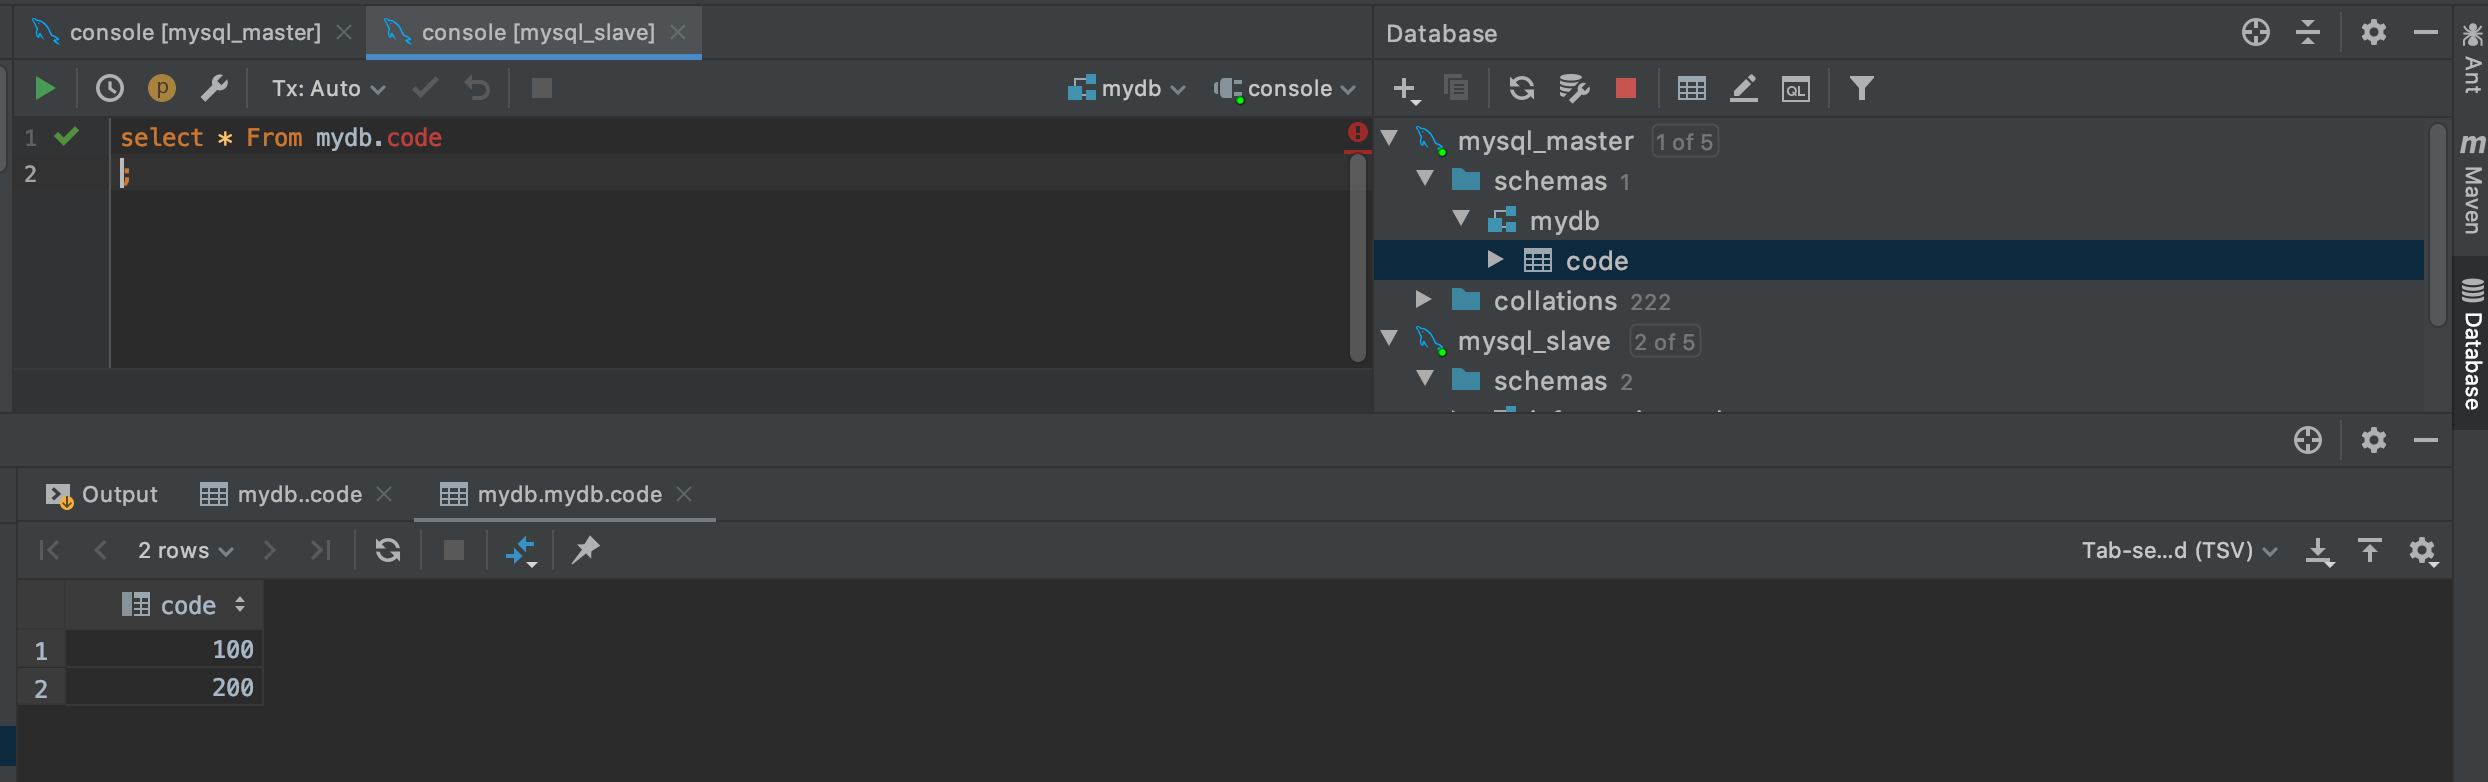 console [mysql_master]
console [mysql_slave]
Database
Tx: Auto
mydb
console
1 select * From mydb.code
2 ;
mysql_master 1 of 5
schemas 1
mydb
code
collations 222
mysql_slave 2 of 5
schemas 2
Ant
Maven
Database
Output
mydb..code
mydb.mydb.code
2 rows
Tab-se...d (TSV)
code
1 100
2 200
p
QL
m